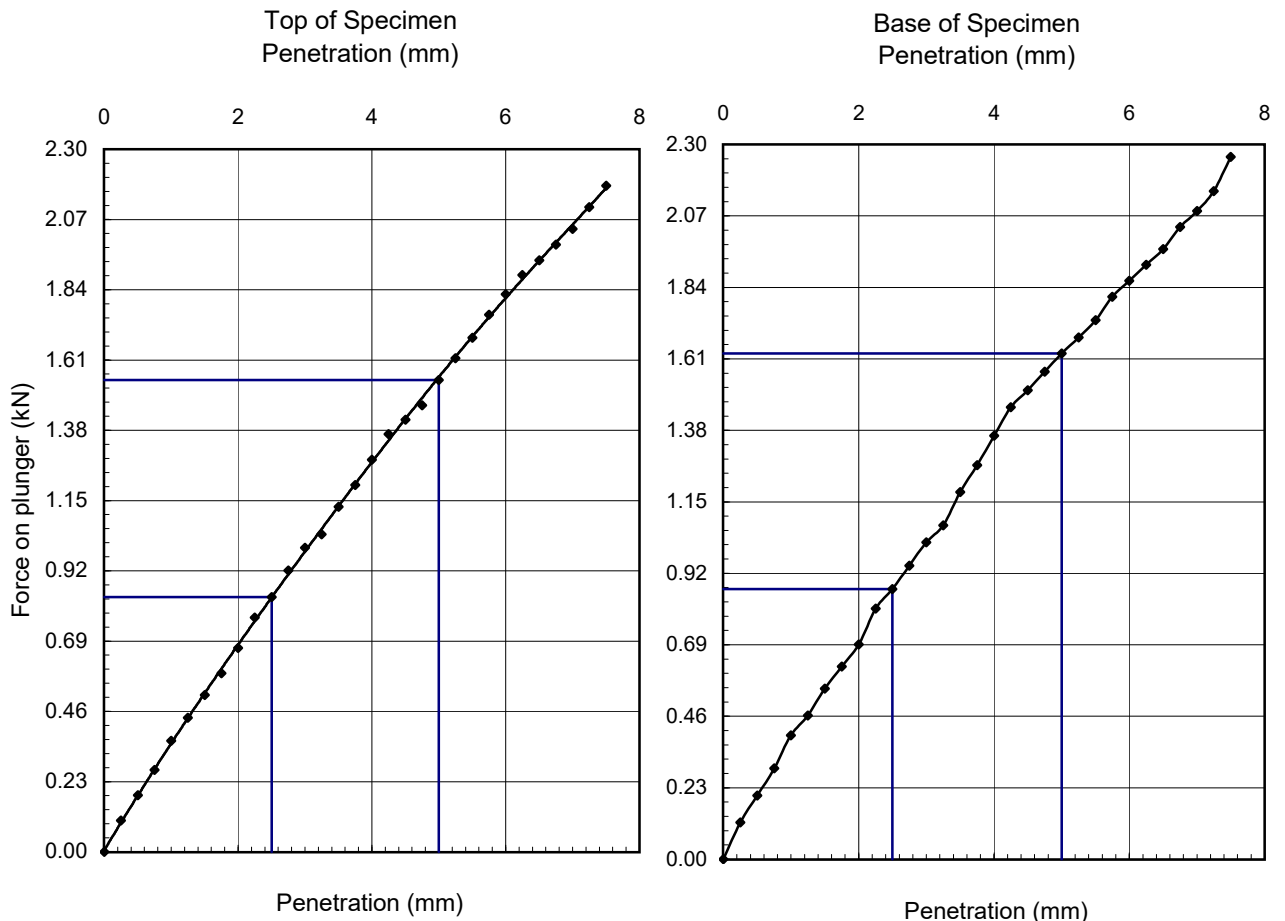 Top of Specimen
Penetration (mm)
0 2 4 6 8
2.30
2.07
1.84
1.61
1.38
1.15
0.92
0.69
0.46
0.23
0.00
Force on plunger (kN)
Penetration (mm)
Base of Specimen
Penetration (mm)
0 2 4 6 8
2.30
2.07
1.84
1.61
1.38
1.15
0.92
0.69
0.46
0.23
0.00
Penetration (mm)